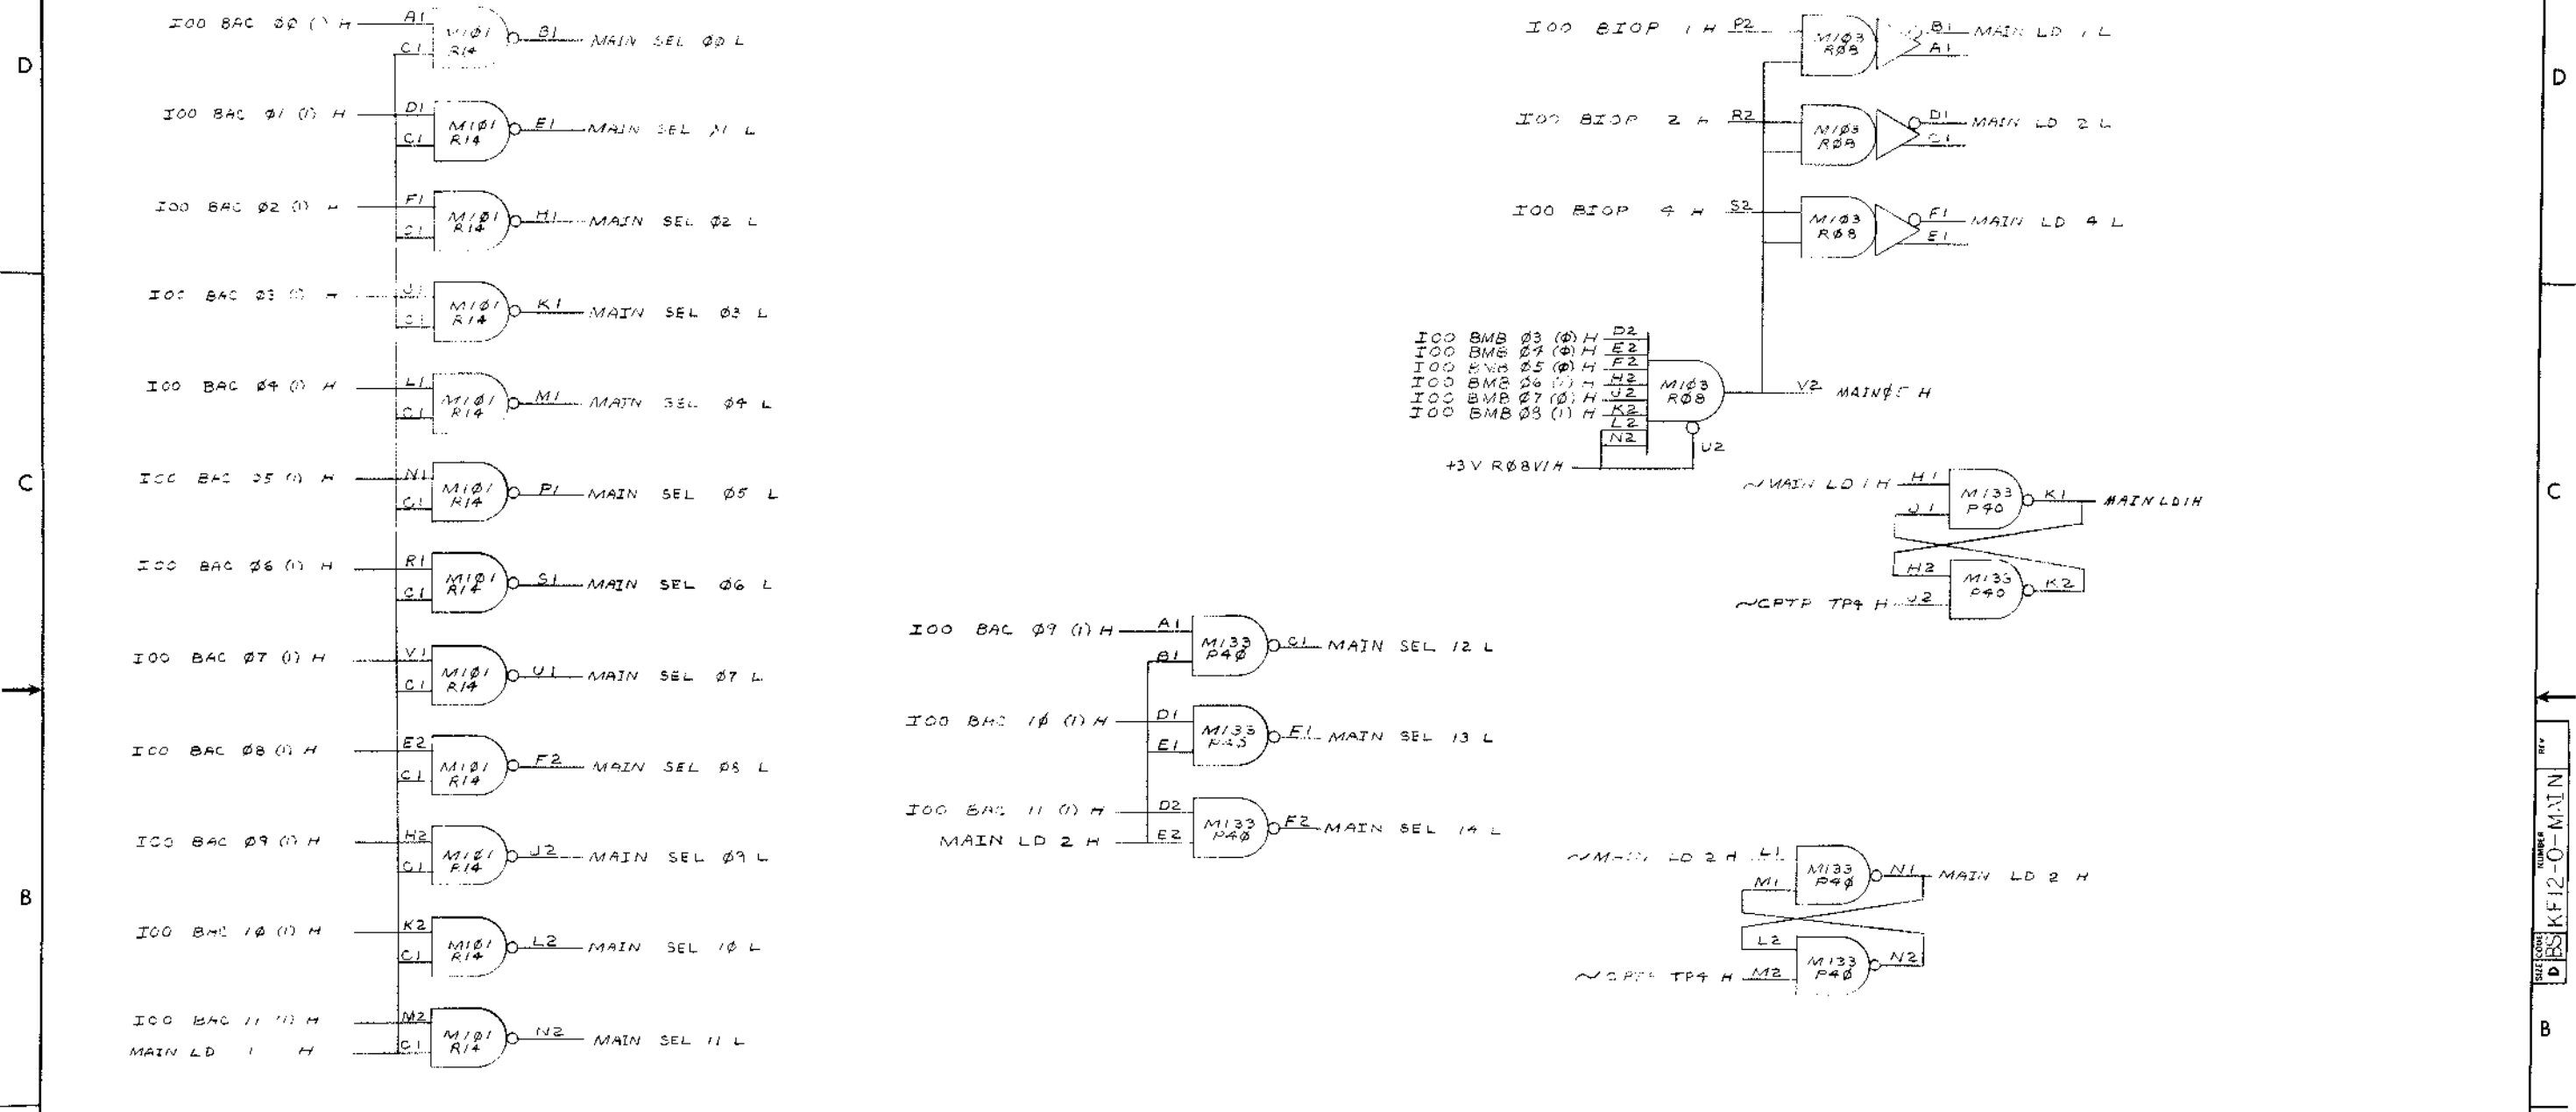 D
IOO BAC ØØ (1) H A1 M1Ø1 R14 B1 MAIN SEL ØØ L
C1
IOO BAC Ø1 (1) H D1 M1Ø1 R14 E1 MAIN SEL Ø1 L
C1
IOO BAC Ø2 (1) H F1 M1Ø1 R14 H1 MAIN SEL Ø2 L
C1
IOO BAC Ø3 (1) H J1 M1Ø1 R14 K1 MAIN SEL Ø3 L
C1
IOO BAC Ø4 (1) H L1 M1Ø1 R14 M1 MAIN SEL Ø4 L
C1
C
IOO BAC Ø5 (1) H N1 M1Ø1 R14 P1 MAIN SEL Ø5 L
C1
IOO BAC Ø6 (1) H R1 M1Ø1 R14 S1 MAIN SEL Ø6 L
C1
IOO BAC Ø7 (1) H V1 M1Ø1 R14 U1 MAIN SEL Ø7 L
C1
IOO BAC Ø8 (1) H E2 M1Ø1 R14 F2 MAIN SEL Ø8 L
C1
IOO BAC Ø9 (1) H H2 M1Ø1 R14 J2 MAIN SEL Ø9 L
C1
B
IOO BAC 1Ø (1) H K2 M1Ø1 R14 L2 MAIN SEL 1Ø L
C1
IOO BAC 11 (1) H M2 M1Ø1 R14 N2 MAIN SEL 11 L
MAIN LD 1 H C1
IOO BAC Ø9 (1) H A1 M133 P4Ø C1 MAIN SEL 12 L
B1
IOO BAC 1Ø (1) H D1 M133 P4Ø F1 MAIN SEL 13 L
E1
IOO BAC 11 (1) H D2 M133 P4Ø F2 MAIN SEL 14 L
MAIN LD 2 H E2
IOO BIOP 1 H P2 M1Ø3 RØ8 B1 MAIN LD 1 L
A1
IOO BIOP 2 H R2 M1Ø3 RØ8 D1 MAIN LD 2 L
C1
IOO BIOP 4 H S2 M1Ø3 RØ8 F1 MAIN LD 4 L
E1
IOO BMB Ø3 (Ø) H D2
IOO BMB Ø4 (Ø) H E2
IOO BMB Ø5 (Ø) H F2
IOO BMB Ø6 (1) H H2
IOO BMB Ø7 (Ø) H J2
IOO BMB Ø8 (1) H K2
L2
N2
M1Ø3 RØ8 V2 MAINØ5 H
U2
+3V RØ8V1H
~MAIN LD 1 H H1 M133 P40 K1 MAIN LD1H
J1
H2 M133 P40 K2
~CPTP TP4 H J2
~MAIN LD 2 H L1 M133 P4Ø N1 MAIN LD 2 H
M1
L2 M133 P4Ø N2
~CPTP TP4 H M2
D
C
B
SIZE D
CODE BS
NUMBER KF12-0-MAIN
REV